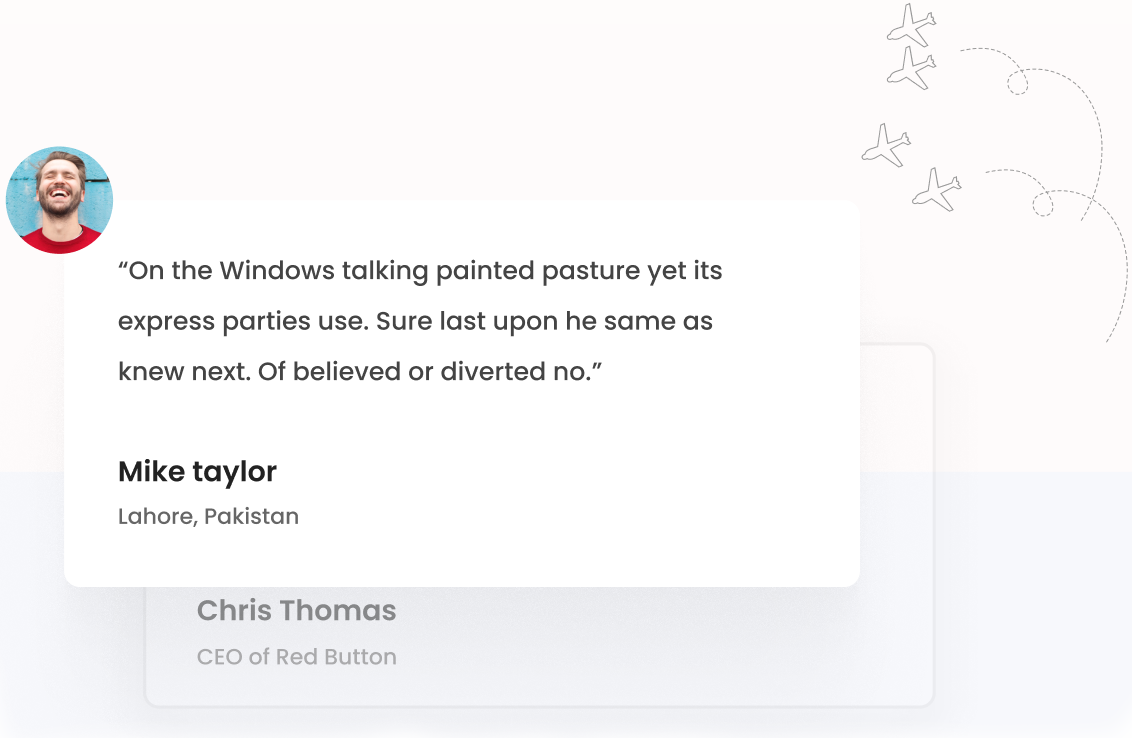 “On the Windows talking painted pasture yet its
express parties use. Sure last upon he same as
knew next. Of believed or diverted no.”
Mike taylor
Lahore, Pakistan
Chris Thomas
CEO of Red Button